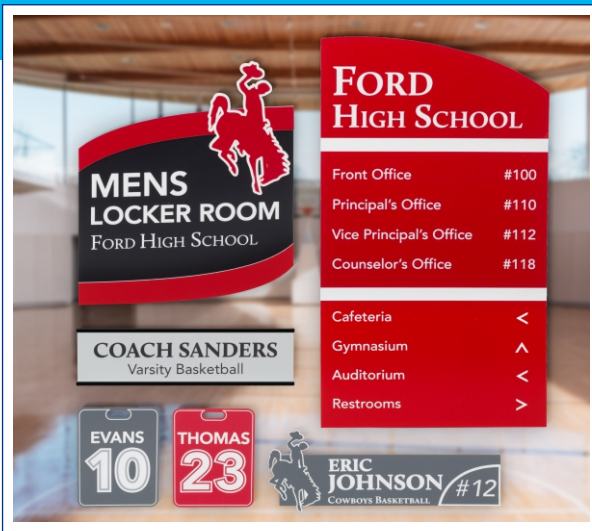 MENS
LOCKER ROOM
FORD HIGH SCHOOL
FORD
HIGH SCHOOL
Front Office #100
Principal's Office #110
Vice Principal's Office #112
Counselor's Office #118
Cafeteria <
Gymnasium ^
Auditorium <
Restrooms >
COACH SANDERS
Varsity Basketball
EVANS
10
THOMAS
23
ERIC
JOHNSON
COWBOYS BASKETBALL
#12